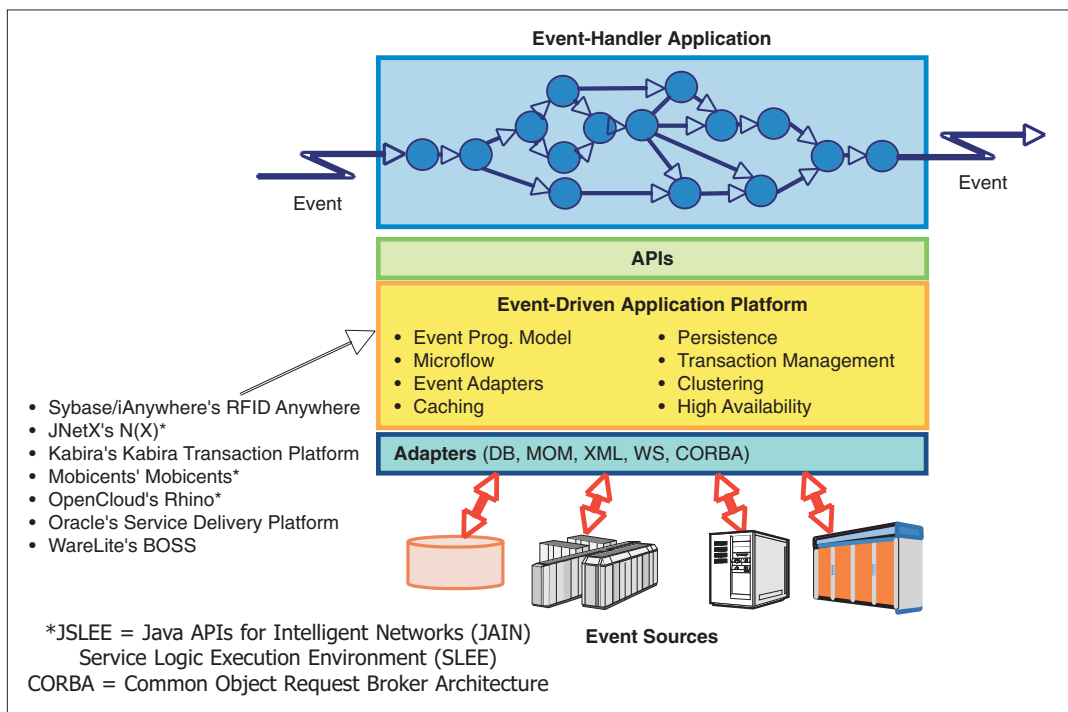 Event-Handler Application
Event
Event
APIs
Event-Driven Application Platform
• Event Prog. Model
• Microflow
• Event Adapters
• Caching
• Persistence
• Transaction Management
• Clustering
• High Availability
• Sybase/iAnywhere's RFID Anywhere
• JNetX's N(X)*
• Kabira's Kabira Transaction Platform
• Mobicents' Mobicents*
• OpenCloud's Rhino*
• Oracle's Service Delivery Platform
• WareLite's BOSS
Adapters (DB, MOM, XML, WS, CORBA)
Event Sources
*JSLEE = Java APIs for Intelligent Networks (JAIN)
Service Logic Execution Environment (SLEE)
CORBA = Common Object Request Broker Architecture